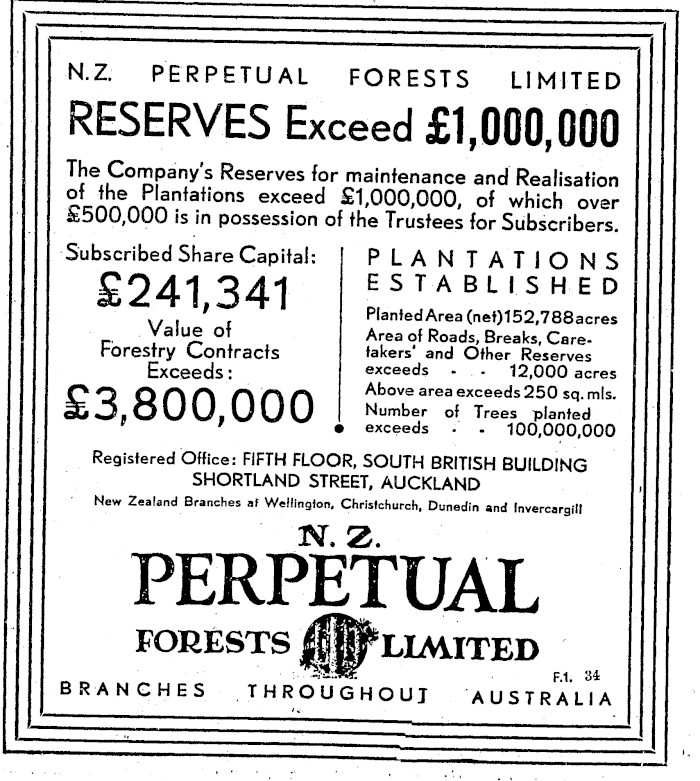 N.Z. PERPETUAL FORESTS LIMITED
RESERVES Exceed £1,000,000
The Company's Reserves for maintenance and Realisation
of the Plantations exceed £1,000,000, of which over
£500,000 is in possession of the Trustees for Subscribers.
Subscribed Share Capital:
£241,341
Value of
Forestry Contracts
Exceeds:
£3,800,000
PLANTATIONS
ESTABLISHED
Planted Area (net) 152,788 acres
Area of Roads, Breaks, Care-
takers' and Other Reserves
exceeds - - 12,000 acres
Above area exceeds 250 sq. mls.
Number of Trees planted
exceeds - - 100,000,000
Registered Office: FIFTH FLOOR, SOUTH BRITISH BUILDING
SHORTLAND STREET, AUCKLAND
New Zealand Branches at Wellington, Christchurch, Dunedin and Invercargill
N. Z.
PERPETUAL
FORESTS LIMITED
F.1. 34
BRANCHES THROUGHOUT AUSTRALIA